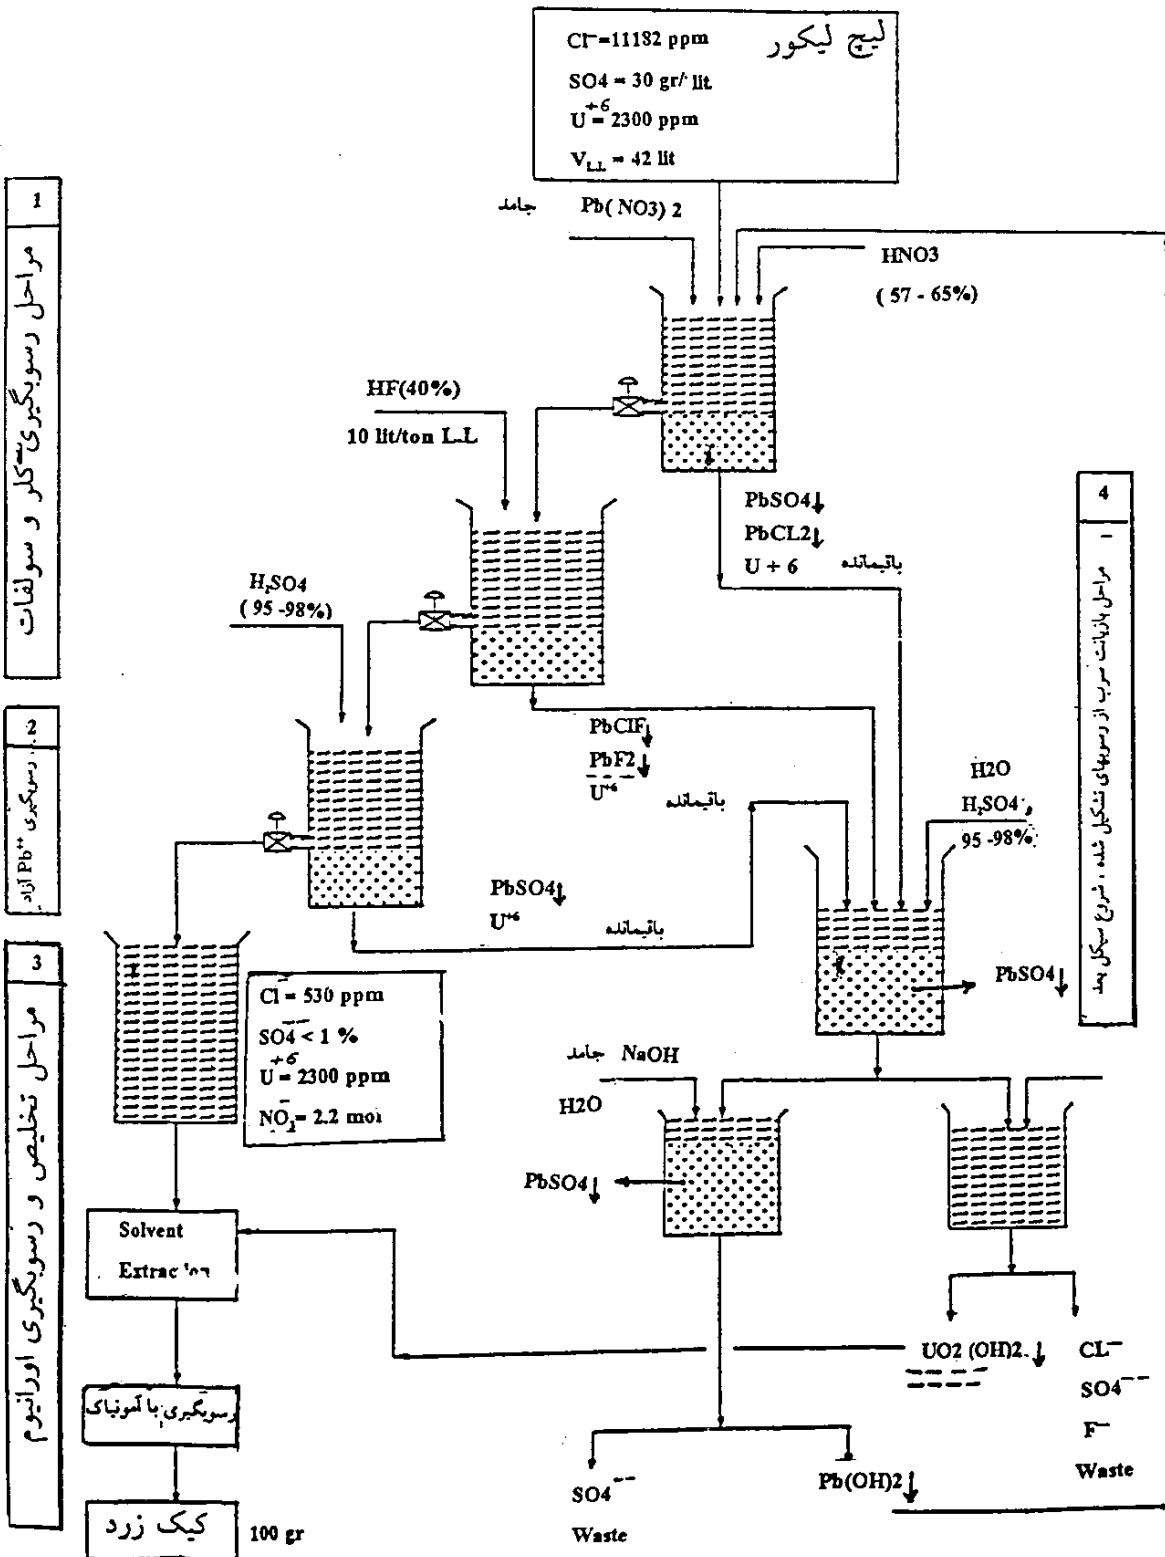 لیچ لیکور
Cl⁻=11182 ppm
SO4 = 30 gr/ lit
U⁺⁶= 2300 ppm
V L.L = 42 lit
جامد Pb( NO3) 2
HNO3
( 57 - 65%)
1
مراحل رسوبگیری کلر و سولفات
HF(40%)
10 lit/ton L.L
PbSO4↓
PbCL2↓
U + 6 باقیمانده
4
مراحل بازیافت سرب از رسوبهای تشکیل شده ، شروع سیکل بعد
H₂SO4
( 95 -98%)
2
رسوبگیری Pb⁺⁺ آزاد
PbClF↓
PbF2↓
U⁺⁶
باقیمانده
H2O
H₂SO4
95 -98%
PbSO4↓
U⁺⁶
باقیمانده
PbSO4↓
3
مراحل تخلیص و رسوبگیری اورانیوم
Cl⁻= 530 ppm
SO4⁻⁻< 1 %
U⁺⁶= 2300 ppm
NO₃⁻= 2.2 mol
جامد NaOH
H2O
PbSO4↓
Solvent
Extraction
UO2 (OH)2↓
CL⁻
SO4⁻⁻
F⁻
Waste
رسوبگیری با آمونیاک
SO4⁻⁻
Waste
Pb(OH)2↓
کیک زرد
100 gr